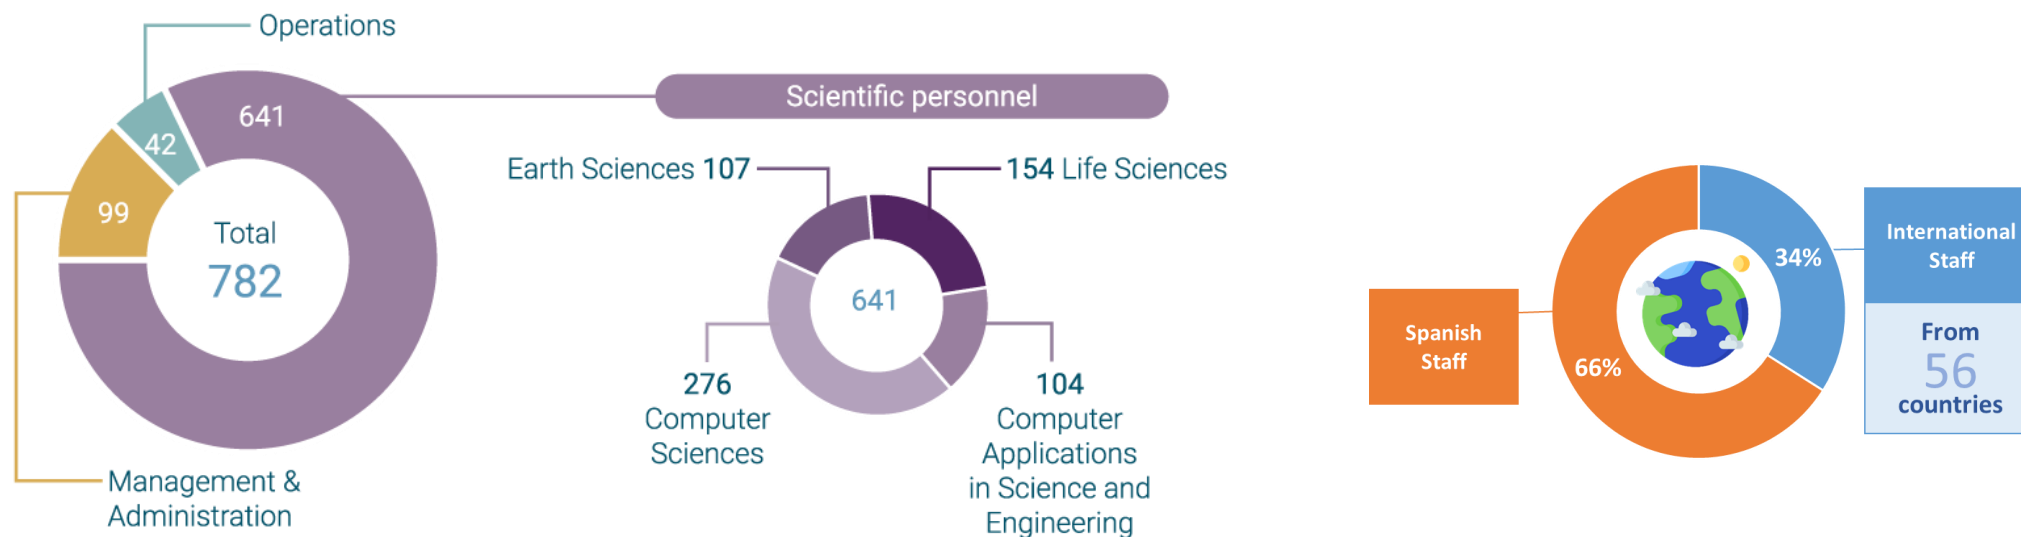 Operations
641
42
99
Total
782
Management &
Administration
Scientific personnel
Earth Sciences 107
154 Life Sciences
641
276
Computer
Sciences
104
Computer
Applications
in Science and
Engineering
Spanish
Staff
66%
34%
International
Staff
From
56
countries